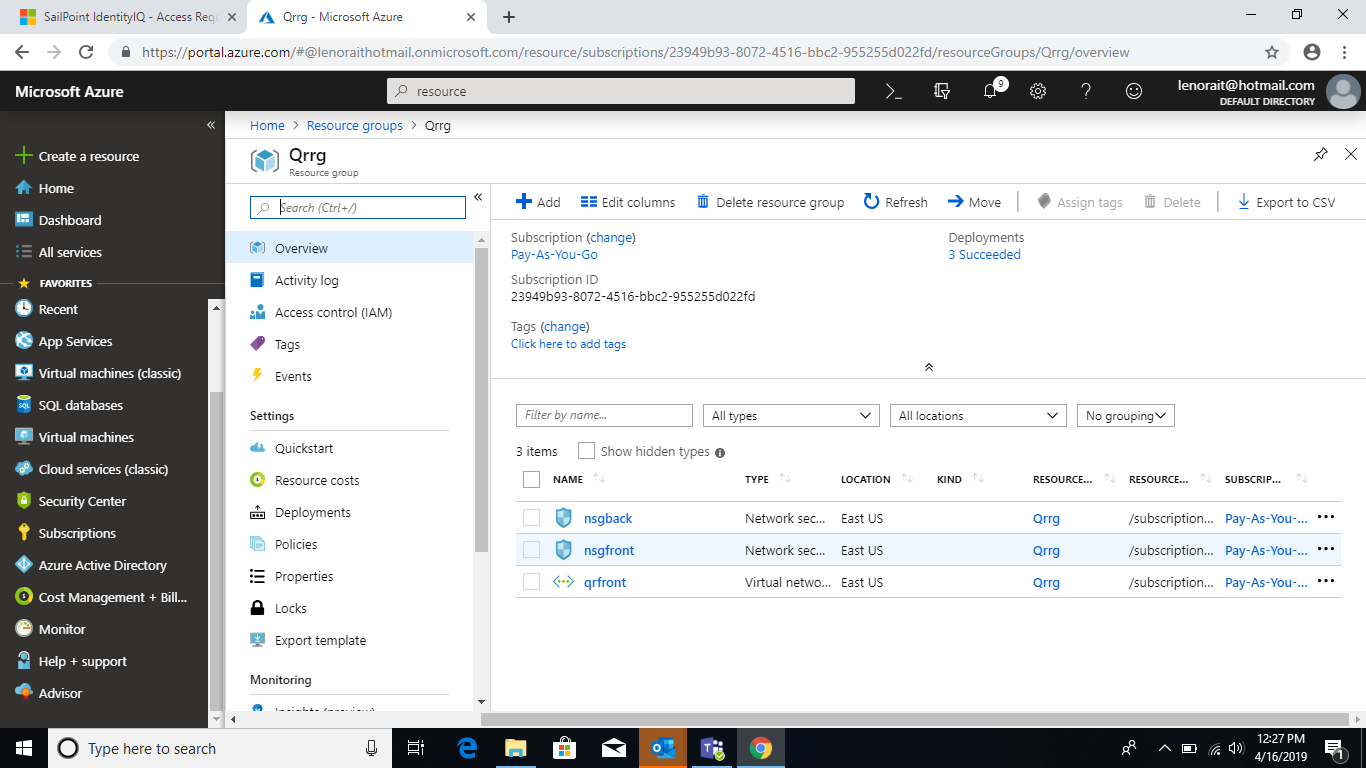 SailPoint IdentityIQ - Access Requ
Qrrg - Microsoft Azure
https://portal.azure.com/#@lenoraithotmail.onmicrosoft.com/resource/subscriptions/23949b93-8072-4516-bbc2-955255d022fd/resourceGroups/Qrrg/overview
Microsoft Azure
resource
9
lenorait@hotmail.com
DEFAULT DIRECTORY
Create a resource
Home
Dashboard
All services
FAVORITES
Recent
App Services
Virtual machines (classic)
SQL databases
Virtual machines
Cloud services (classic)
Security Center
Subscriptions
Azure Active Directory
Cost Management + Bill...
Monitor
Help + support
Advisor
Home > Resource groups > Qrrg
Qrrg
Resource group
Search (Ctrl+/)
Overview
Activity log
Access control (IAM)
Tags
Events
Settings
Quickstart
Resource costs
Deployments
Policies
Properties
Locks
Export template
Monitoring
Insights (preview)
Add Edit columns Delete resource group Refresh Move Assign tags Delete Export to CSV
Subscription (change)
Pay-As-You-Go
Subscription ID
23949b93-8072-4516-bbc2-955255d022fd
Tags (change)
Click here to add tags
Deployments
3 Succeeded
Filter by name... All types All locations No grouping
3 items Show hidden types
NAME TYPE LOCATION KIND RESOURCE... RESOURCE... SUBSCRIP...
nsgback Network sec... East US Qrrg /subscription... Pay-As-You-... •••
nsgfront Network sec... East US Qrrg /subscription... Pay-As-You-... •••
qrfront Virtual netwo... East US Qrrg /subscription... Pay-As-You-... •••
Type here to search
12:27 PM
4/16/2019
1